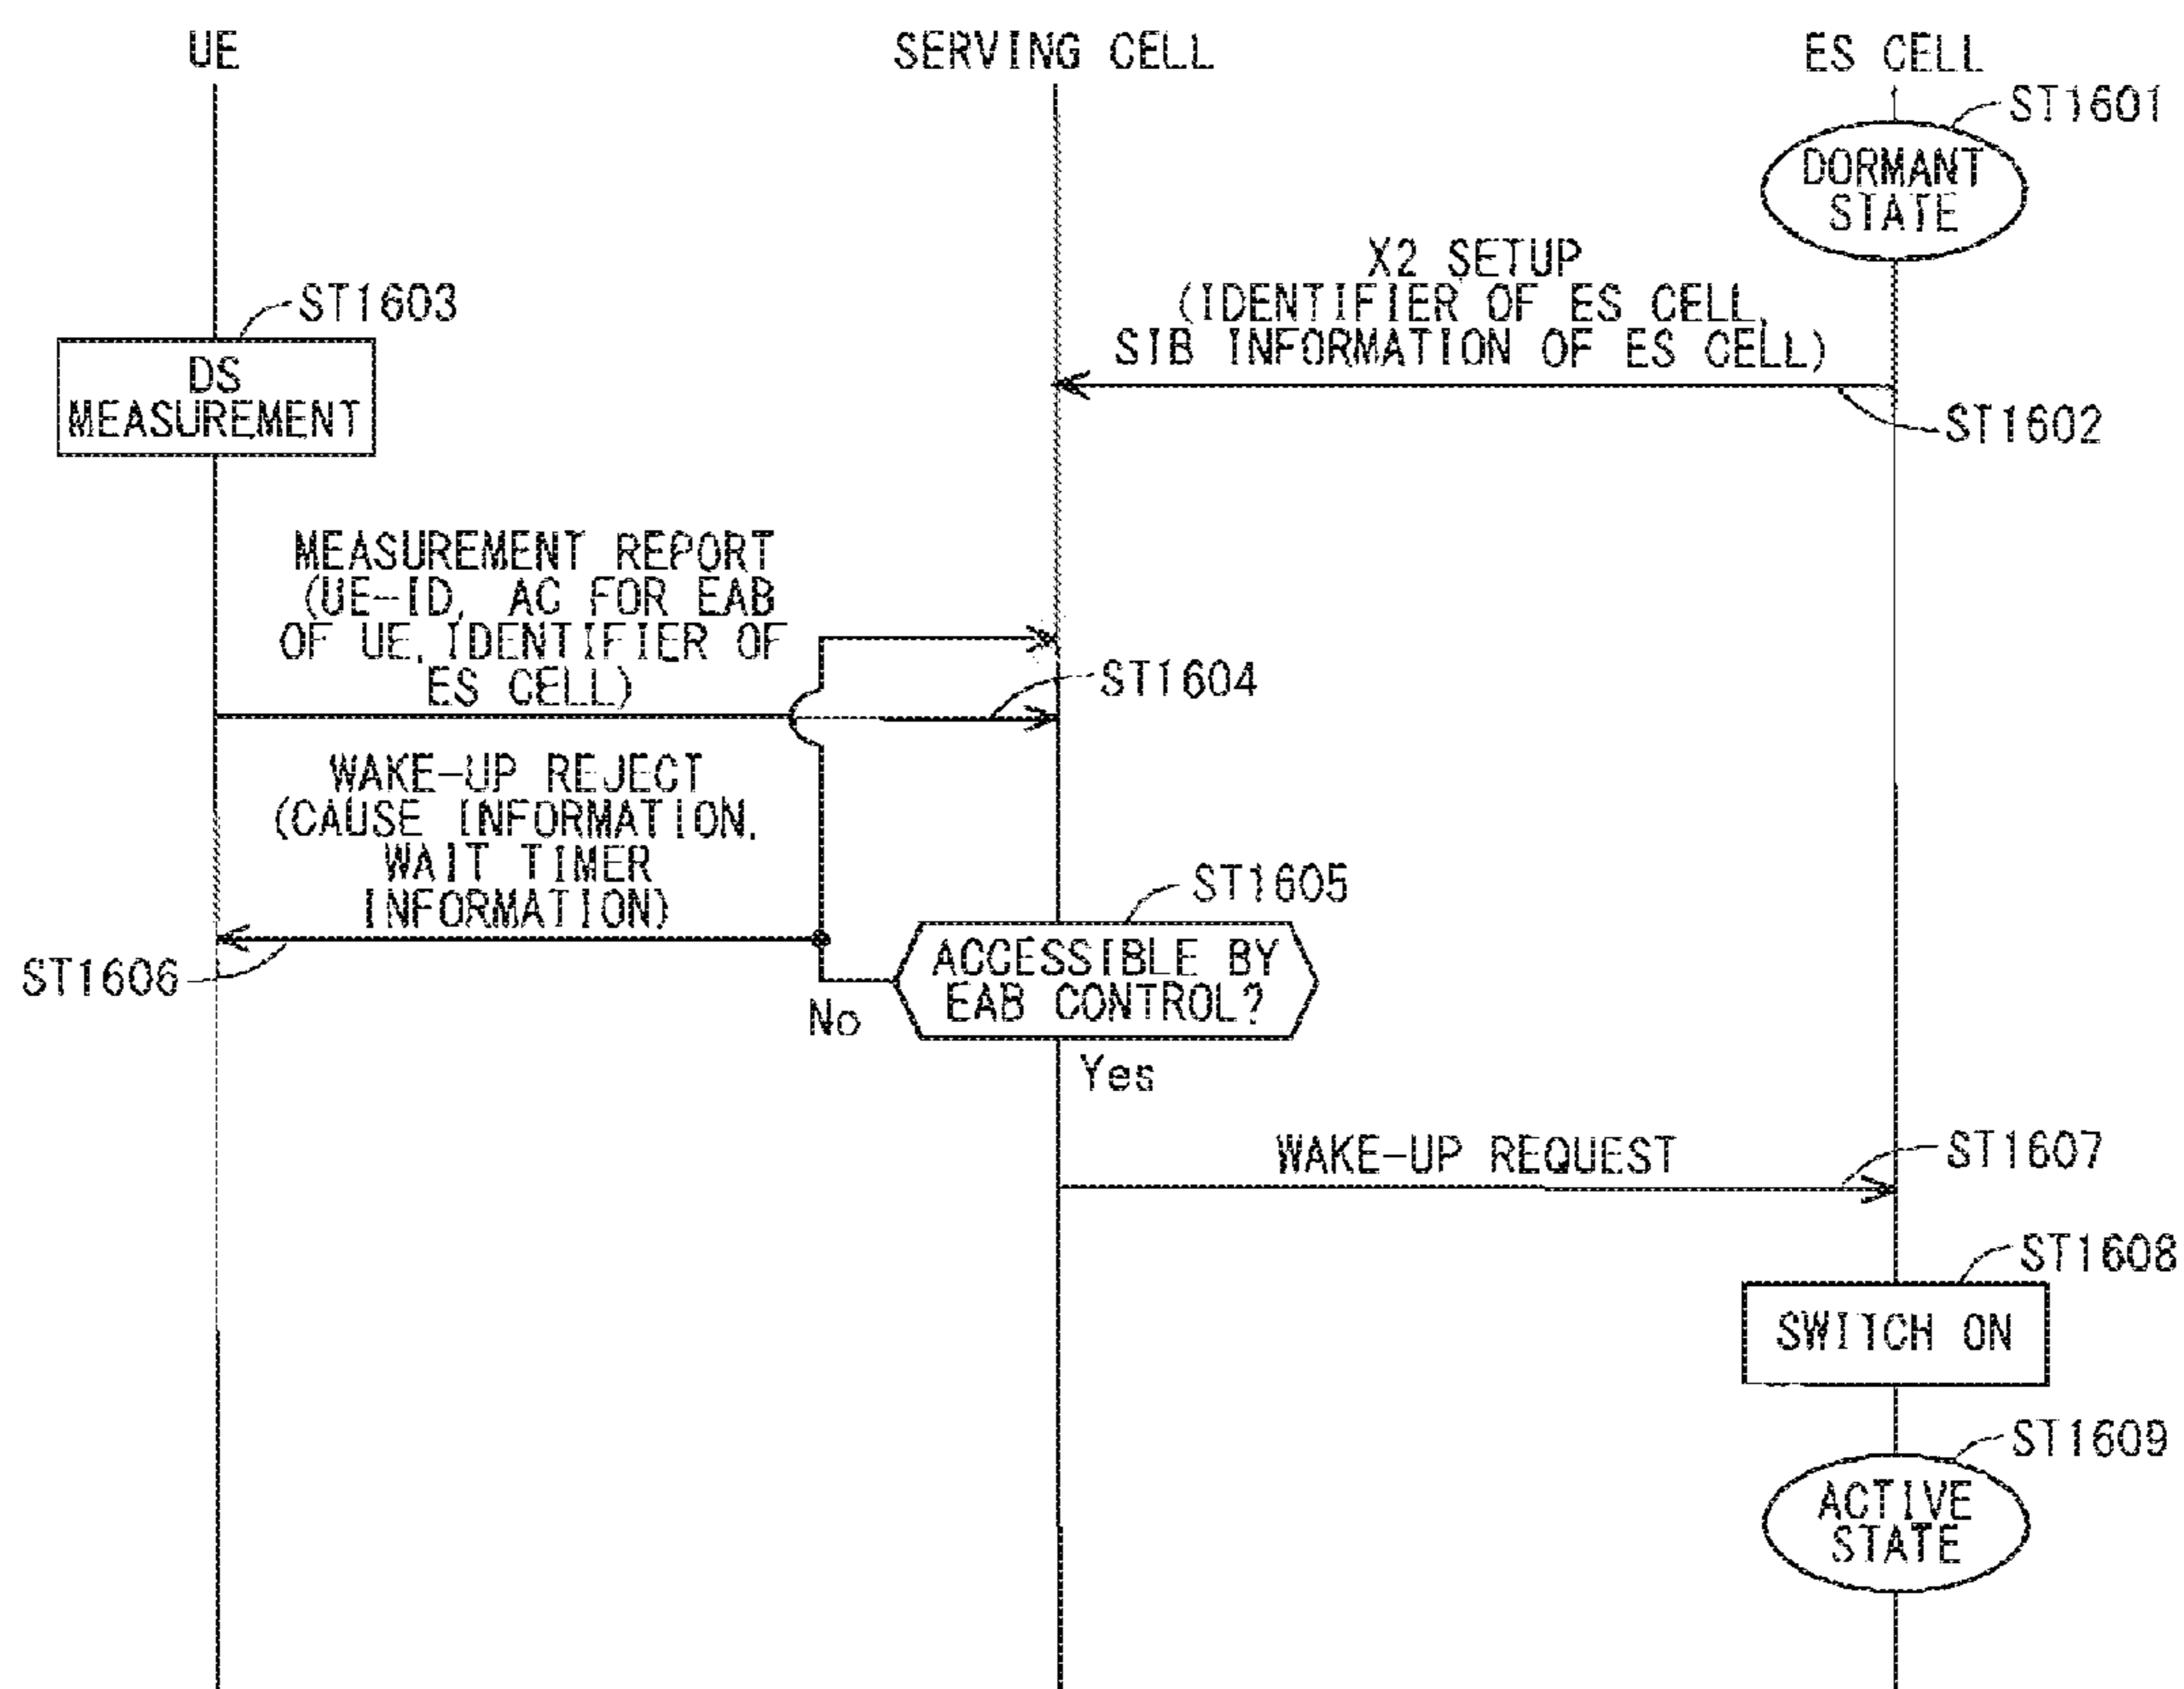 UE
SERVING CELL
ES CELL
ST1601
DORMANT
STATE
X2 SETUP
(IDENTIFIER OF ES CELL,
SIB INFORMATION OF ES CELL)
ST1602
ST1603
DS
MEASUREMENT
MEASUREMENT REPORT
(UE-ID, AC FOR EAB
OF UE, IDENTIFIER OF
ES CELL)
ST1604
WAKE-UP REJECT
(CAUSE INFORMATION,
WAIT TIMER
INFORMATION)
ST1605
ACCESSIBLE BY
EAB CONTROL?
ST1606
No
Yes
WAKE-UP REQUEST
ST1607
ST1608
SWITCH ON
ST1609
ACTIVE
STATE